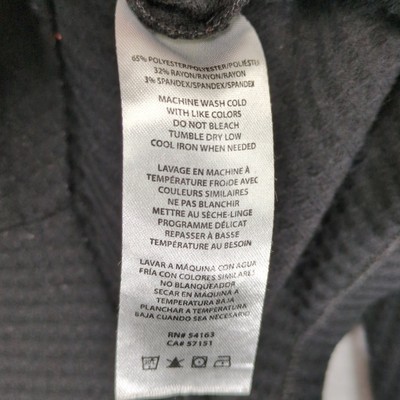 65% POLYESTER/POLYESTER/POLIÉSTER
32% RAYON/RAYON/RAYÓN
3% SPANDEX/SPANDEX/SPANDEX
MACHINE WASH COLD
WITH LIKE COLORS
DO NOT BLEACH
TUMBLE DRY LOW
COOL IRON WHEN NEEDED
LAVAGE EN MACHINE À
TEMPÉRATURE FROIDE AVEC
COULEURS SIMILAIRES
NE PAS BLANCHIR
METTRE AU SÈCHE-LINGE
PROGRAMME DÉLICAT
REPASSER À BASSE
TEMPÉRATURE AU BESOIN
LAVAR A MÁQUINA CON AGUA
FRÍA CON COLORES SIMILARES
NO BLANQUEAR
SECAR EN MÁQUINA A
TEMPERATURA BAJA
PLANCHAR A TEMPERATURA
BAJA CUANDO SEA NECESARIO
RN# 54163
CA# 57151